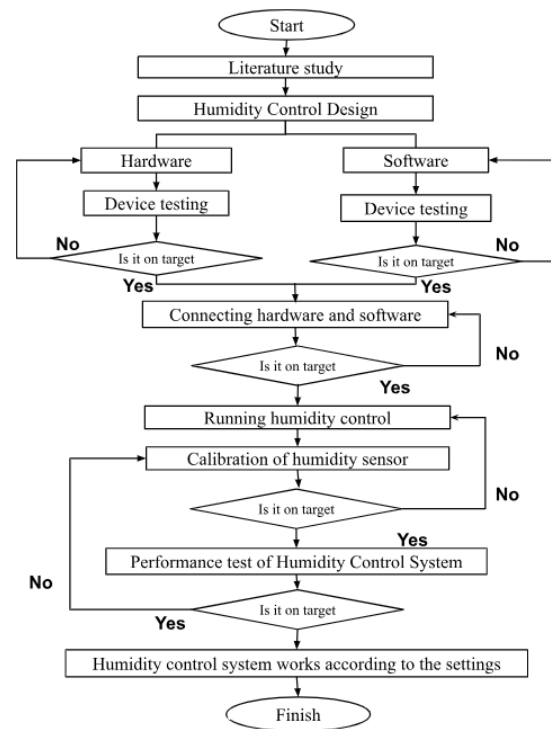 Start
Literature study
Humidity Control Design
Hardware
Software
Device testing
Device testing
No
Is it on target
Yes
Is it on target
No
Yes
Connecting hardware and software
Is it on target
No
Yes
Running humidity control
Calibration of humidity sensor
Is it on target
No
Yes
Performance test of Humidity Control System
No
Is it on target
Yes
Humidity control system works according to the settings
Finish